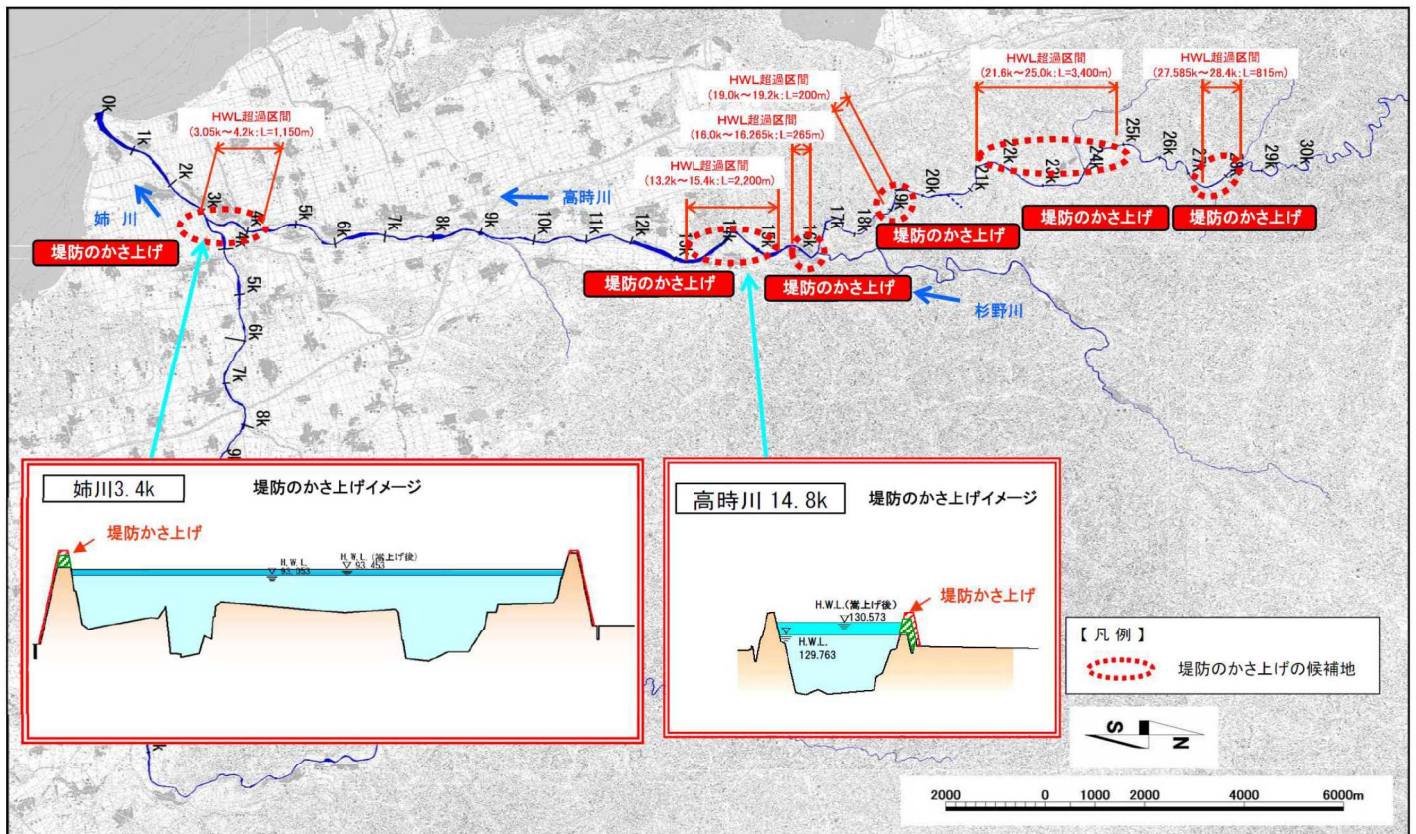 HWL超過区間
(3.05k～4.2k:L=1,150m)
HWL超過区間
(13.2k～15.4k:L=2,200m)
HWL超過区間
(16.0k～16.265k:L=265m)
HWL超過区間
(19.0k～19.2k:L=200m)
HWL超過区間
(21.6k～25.0k:L=3,400m)
HWL超過区間
(27.585k～28.4k:L=815m)
0k
1k
2k
3k
4k
5k
6k
7k
8k
9k
10k
11k
12k
13k
14k
15k
16k
17k
18k
19k
20k
21k
22k
23k
24k
25k
26k
27k
28k
29k
30k
4k
5k
6k
7k
8k
姉川
高時川
杉野川
堤防のかさ上げ
堤防のかさ上げ
堤防のかさ上げ
堤防のかさ上げ
堤防のかさ上げ
堤防のかさ上げ
姉川3.4k
堤防のかさ上げイメージ
堤防かさ上げ
H.W.L.
93.053
H.W.L.(嵩上げ後)
93.453
高時川 14.8k
堤防のかさ上げイメージ
堤防かさ上げ
H.W.L.(嵩上げ後)
130.573
H.W.L.
129.763
【凡例】
堤防のかさ上げの候補地
S
N
2000 0 1000 2000 4000 6000m